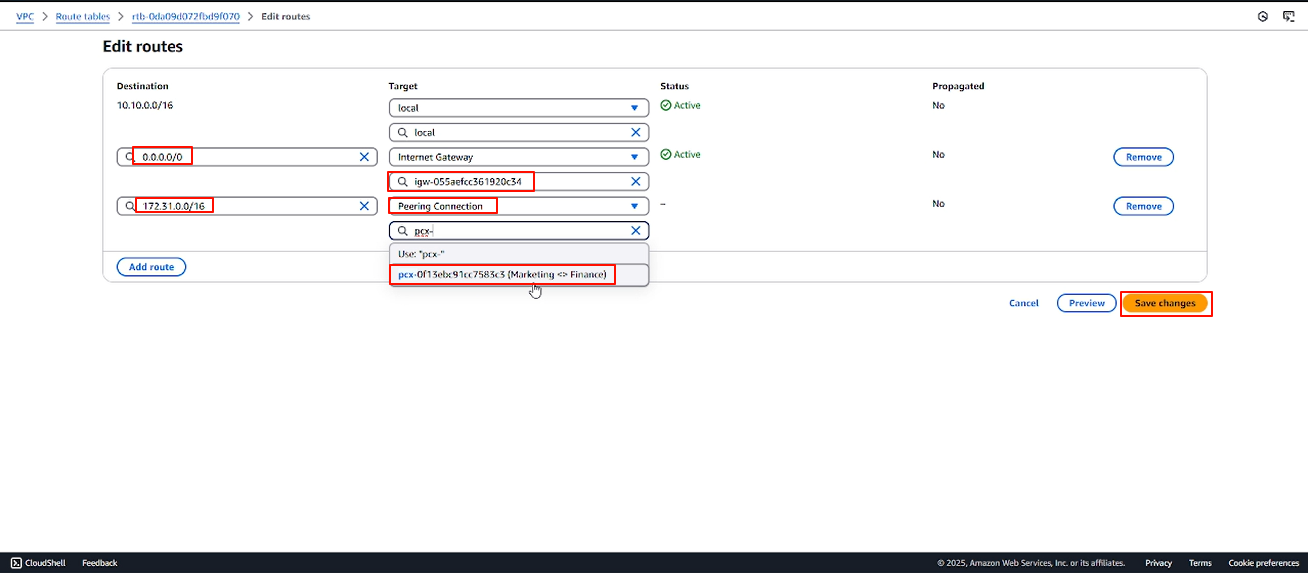 VPC > Route tables > rtb-0da09d072fbd9f070 > Edit routes
Edit routes
Destination Target Status Propagated
10.10.0.0/16 local Active No
local
0.0.0.0/0 Internet Gateway Active No Remove
igw-055aefcc361920c34
172.31.0.0/16 Peering Connection – No Remove
pcx-
Use: "pcx-"
Add route
pcx-0f13ebc91cc7583c3 (Marketing <> Finance)
Cancel Preview Save changes
CloudShell Feedback © 2025, Amazon Web Services, Inc. or its affiliates. Privacy Terms Cookie preferences